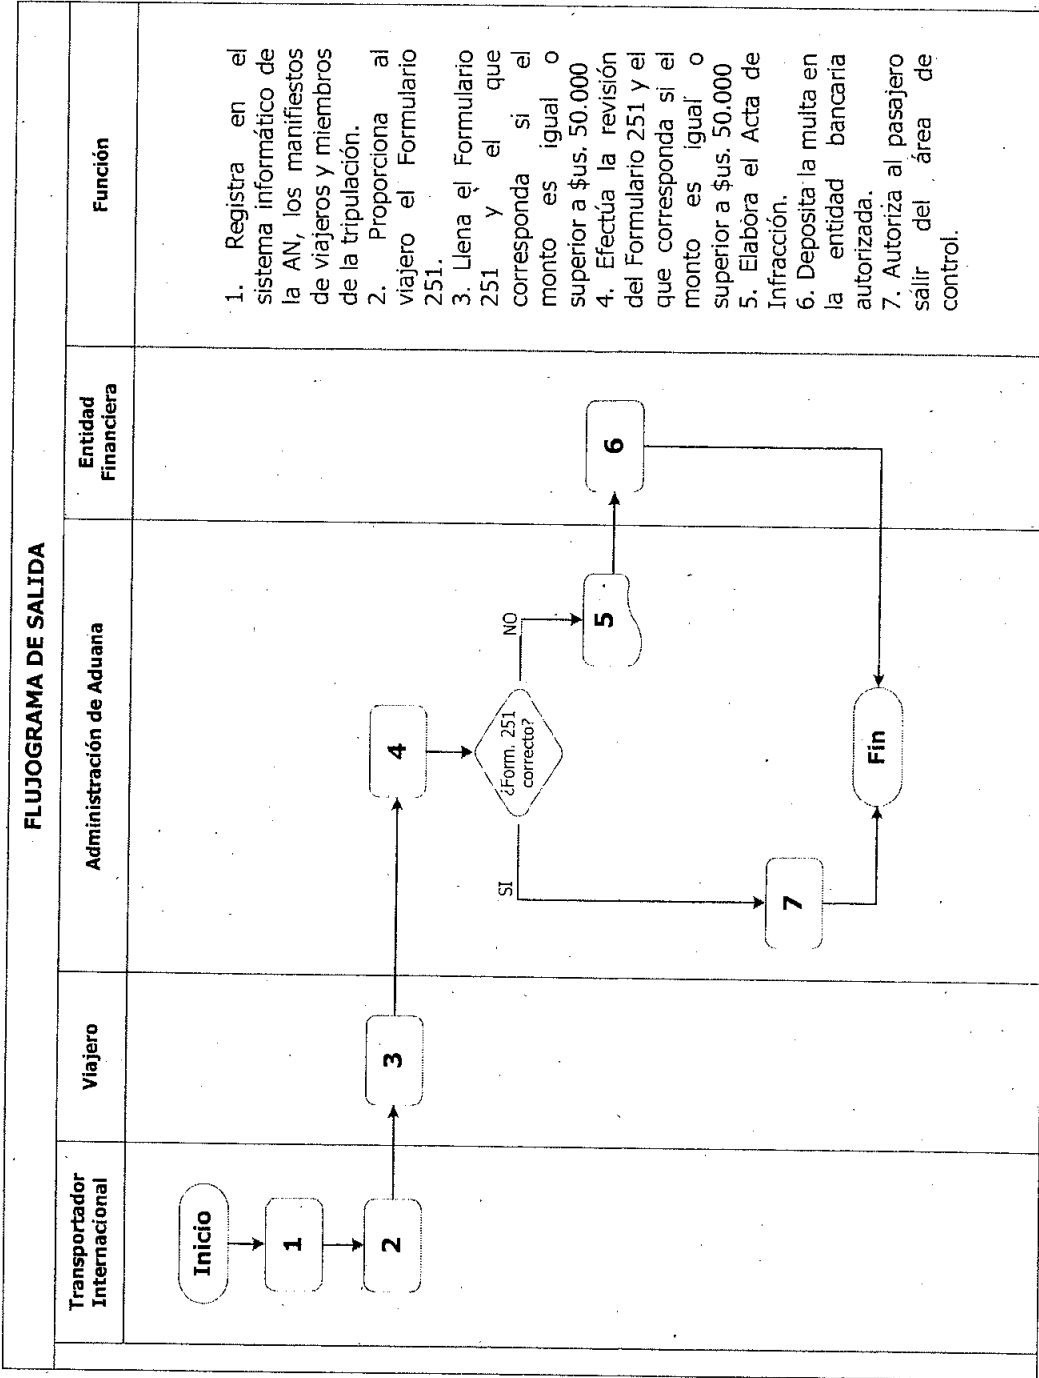 FLUJOGRAMA DE SALIDA
Transportador
Internacional
Viajero
Administración de Aduana
Entidad
Financiera
Función
Inicio
1
2
3
4
¿Form. 251
correcto?
SI
NO
5
6
7
Fin
1. Registra en el
sistema informático de
la AN, los manifiestos
de viajeros y miembros
de la tripulación.
2. Proporciona al
viajero el Formulario
251.
3. Llena el Formulario
251 y el que
corresponda si el
monto es igual o
superior a $us. 50.000
4. Efectúa la revisión
del Formulario 251 y el
que corresponda si el
monto es igual o
superior a $us. 50.000
5. Elabora el Acta de
Infracción.
6. Deposita la multa en
la entidad bancaria
autorizada.
7. Autoriza al pasajero
salir del área de
control.